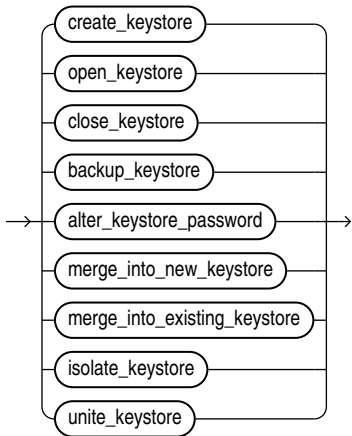 create_keystore
open_keystore
close_keystore
backup_keystore
alter_keystore_password
merge_into_new_keystore
merge_into_existing_keystore
isolate_keystore
unite_keystore